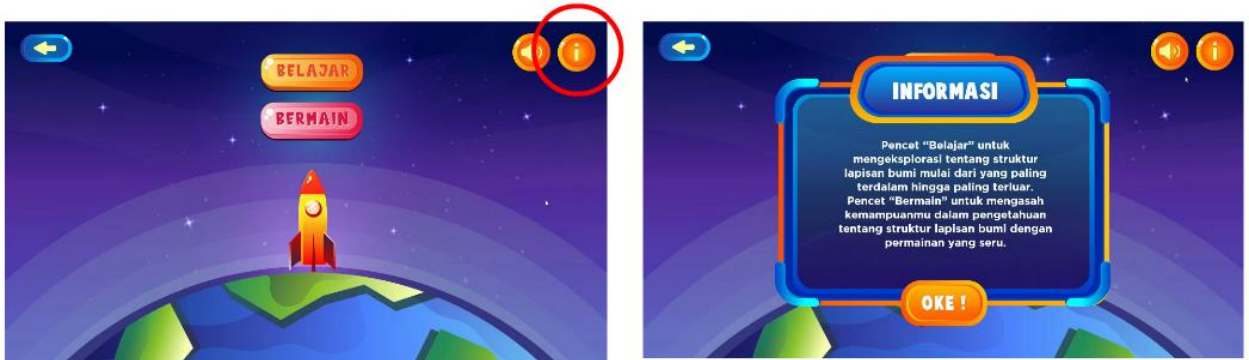 BELAJAR
BERMAIN
i
i
INFORMASI
Pencet “Belajar” untuk
mengeksplorasi tentang struktur
lapisan bumi mulai dari yang paling
terdalam hingga paling terluar.
Pencet “Bermain” untuk mengasah
kemampuanmu dalam pengetahuan
tentang struktur lapisan bumi dengan
permainan yang seru.
OKE !